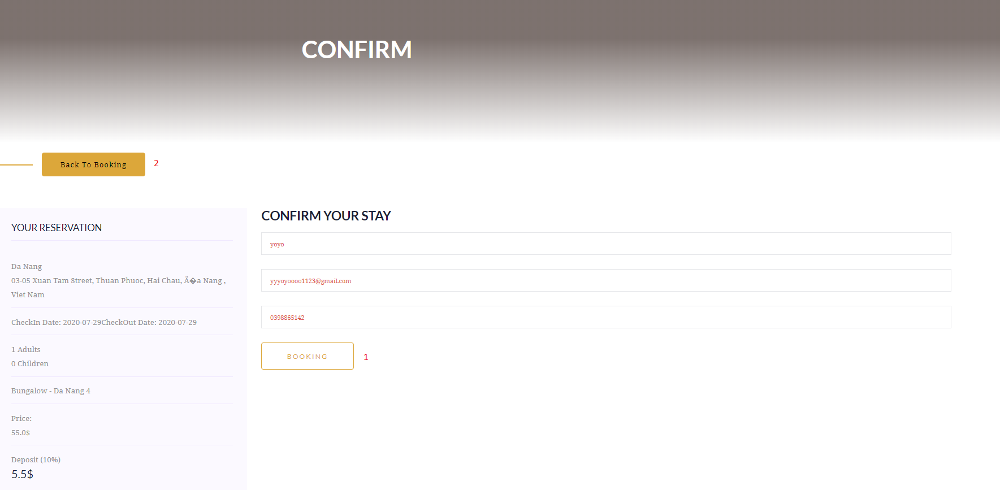 CONFIRM
Back To Booking 2
YOUR RESERVATION
Da Nang
03-05 Xuan Tam Street, Thuan Phuoc, Hai Chau, Ä�a Nang ,
Viet Nam
CheckIn Date: 2020-07-29CheckOut Date: 2020-07-29
1 Adults
0 Children
Bungalow - Da Nang 4
Price:
55.0$
Deposit (10%)
5.5$
CONFIRM YOUR STAY
yoyo
yyyoyoooo1123@gmail.com
0398865142
BOOKING 1